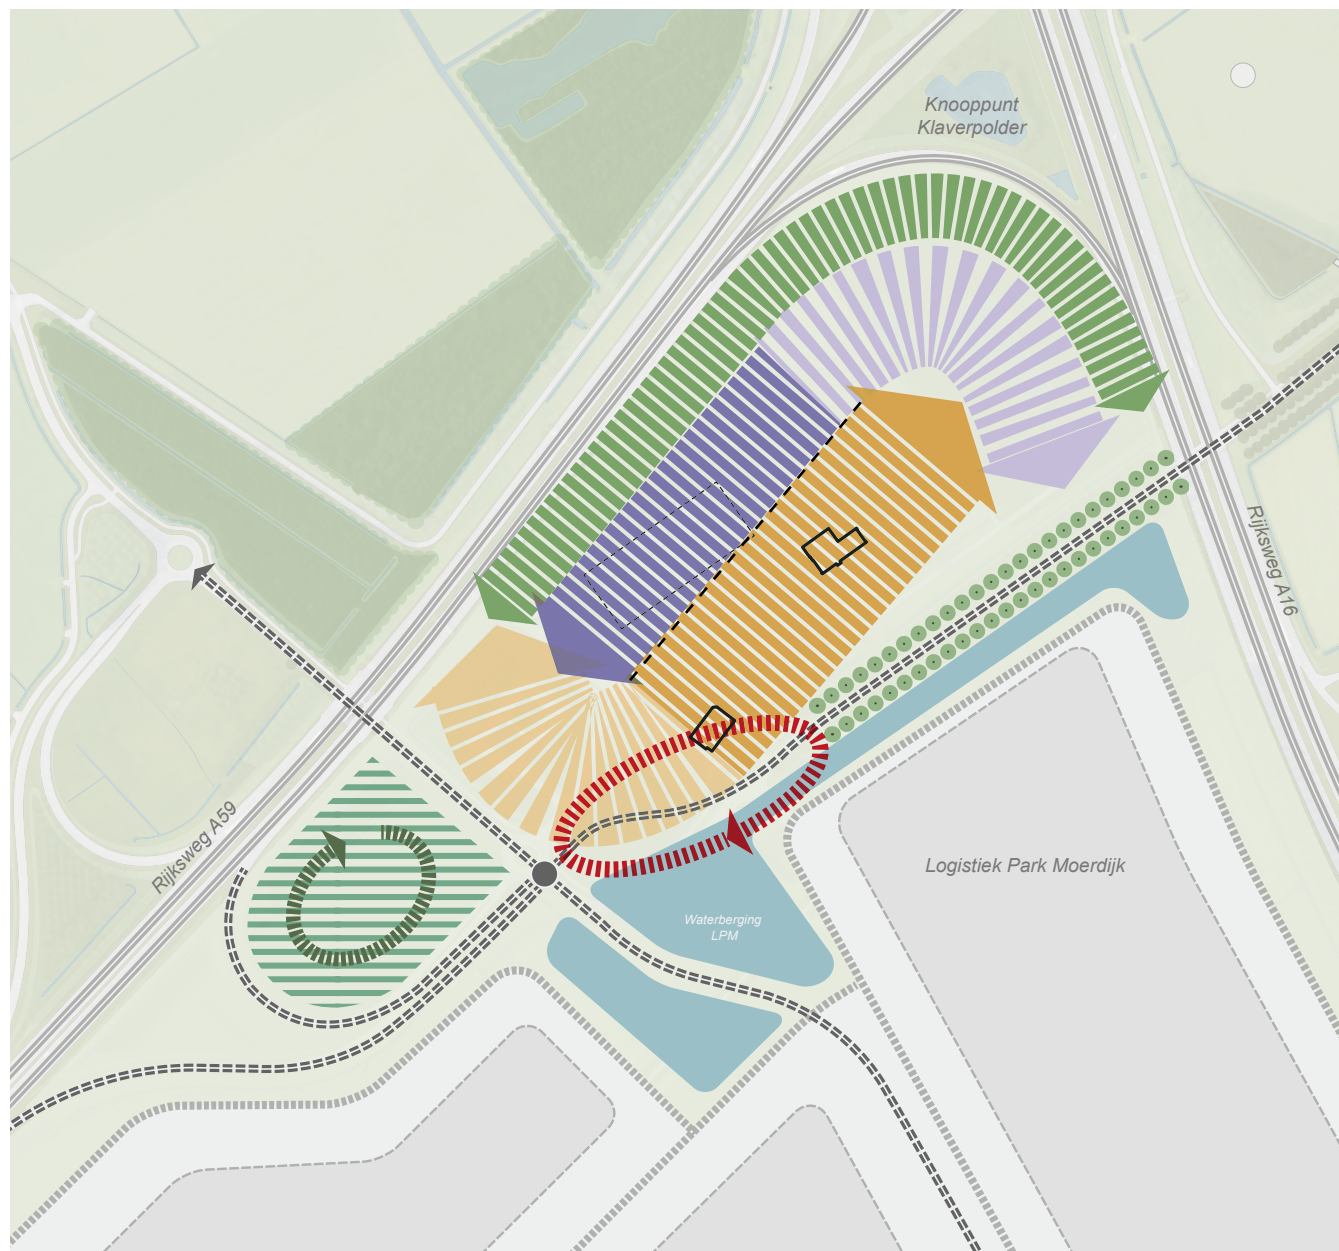 Knooppunt
Klaverpolder
Rijksweg A16
Rijksweg A59
Logistiek Park Moerdijk
Waterberging
LPM